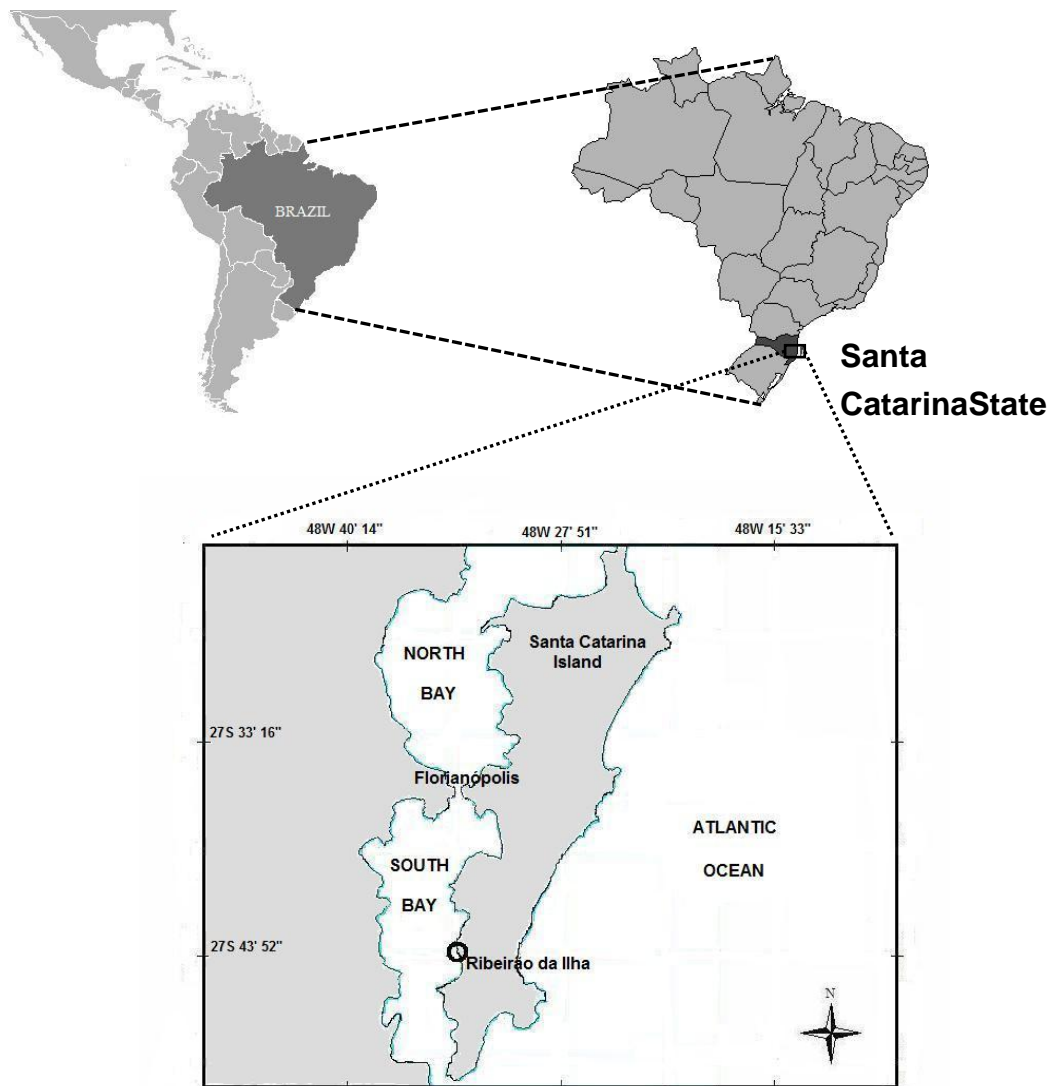 BRAZIL
Santa
CatarinaState
48W 40' 14"
48W 27' 51"
48W 15' 33"
NORTH
BAY
Santa Catarina
Island
27S 33' 16"
Florianópolis
ATLANTIC
OCEAN
SOUTH
BAY
27S 43' 52"
Ribeirão da Ilha
N